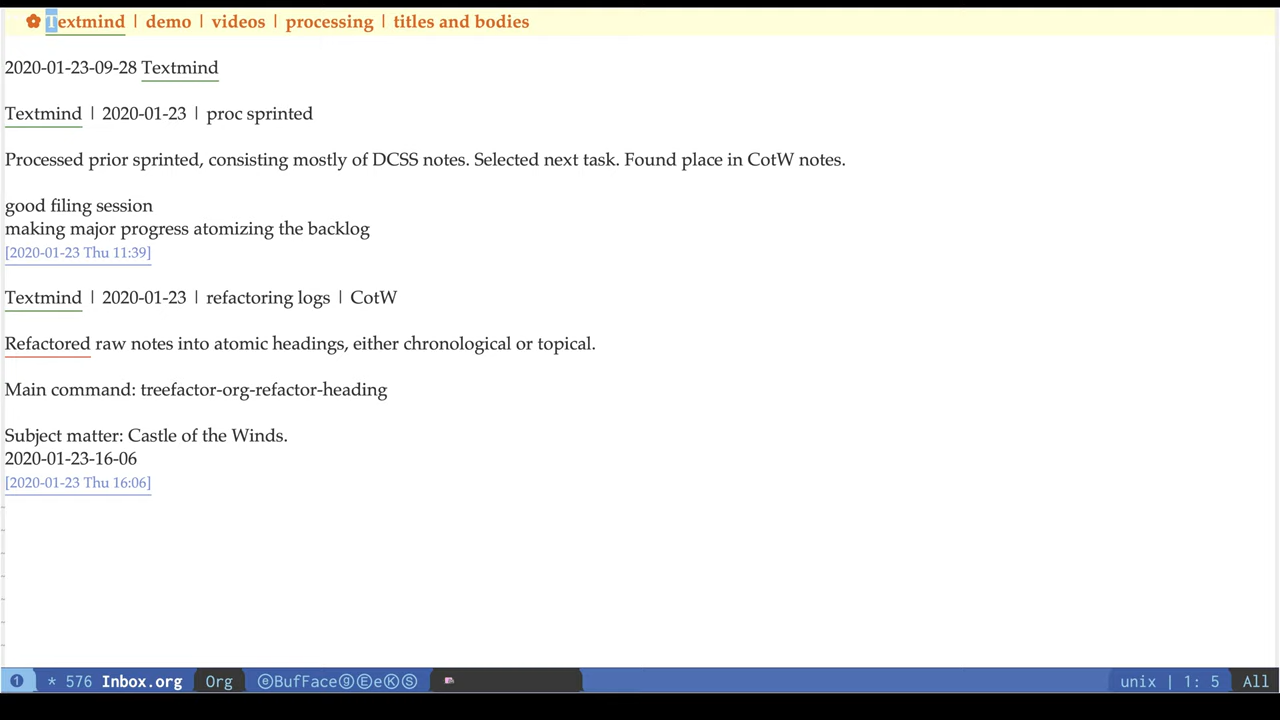 ✿ Textmind | demo | videos | processing | titles and bodies
2020-01-23-09-28 Textmind
Textmind | 2020-01-23 | proc sprinted
Processed prior sprinted, consisting mostly of DCSS notes. Selected next task. Found place in CotW notes.
good filing session
making major progress atomizing the backlog
[2020-01-23 Thu 11:39]
Textmind | 2020-01-23 | refactoring logs | CotW
Refactored raw notes into atomic headings, either chronological or topical.
Main command: treefactor-org-refactor-heading
Subject matter: Castle of the Winds.
2020-01-23-16-06
[2020-01-23 Thu 16:06]
❶ * 576 Inbox.org Org ⓔBufFaceⓖⒺeⓀⓈ unix | 1: 5 All